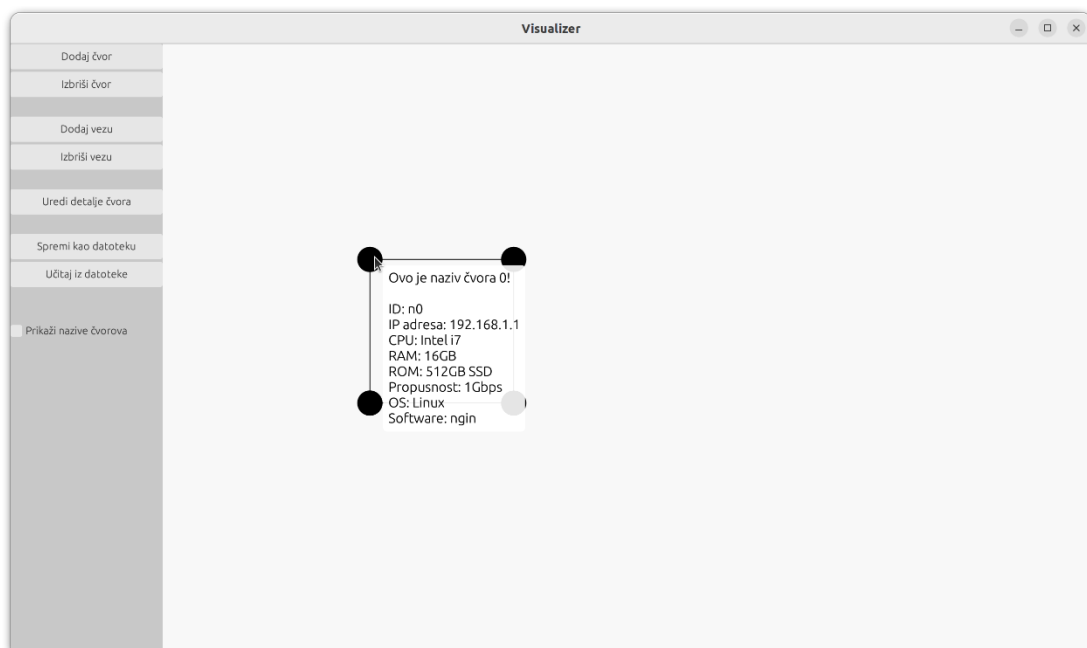 Visualizer
Dodaj čvor
Izbriši čvor
Dodaj vezu
Izbriši vezu
Uredi detalje čvora
Spremi kao datoteku
Učitaj iz datoteke
Prikaži nazive čvorova
Ovo je naziv čvora 0!
ID: n0
IP adresa: 192.168.1.1
CPU: Intel i7
RAM: 16GB
ROM: 512GB SSD
Propusnost: 1Gbps
OS: Linux
Software: ngin